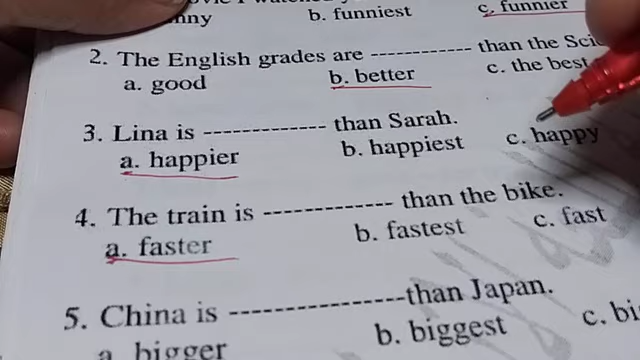 b. funniest c. funnier
2. The English grades are ------------ than the
a. good b. better c. the best
3. Lina is -------------- than Sarah.
a. happier b. happiest c. happy
4. The train is -------------- than the bike.
a. faster b. fastest c. fast
5. China is ------------------than Japan.
a bigger b. biggest c.